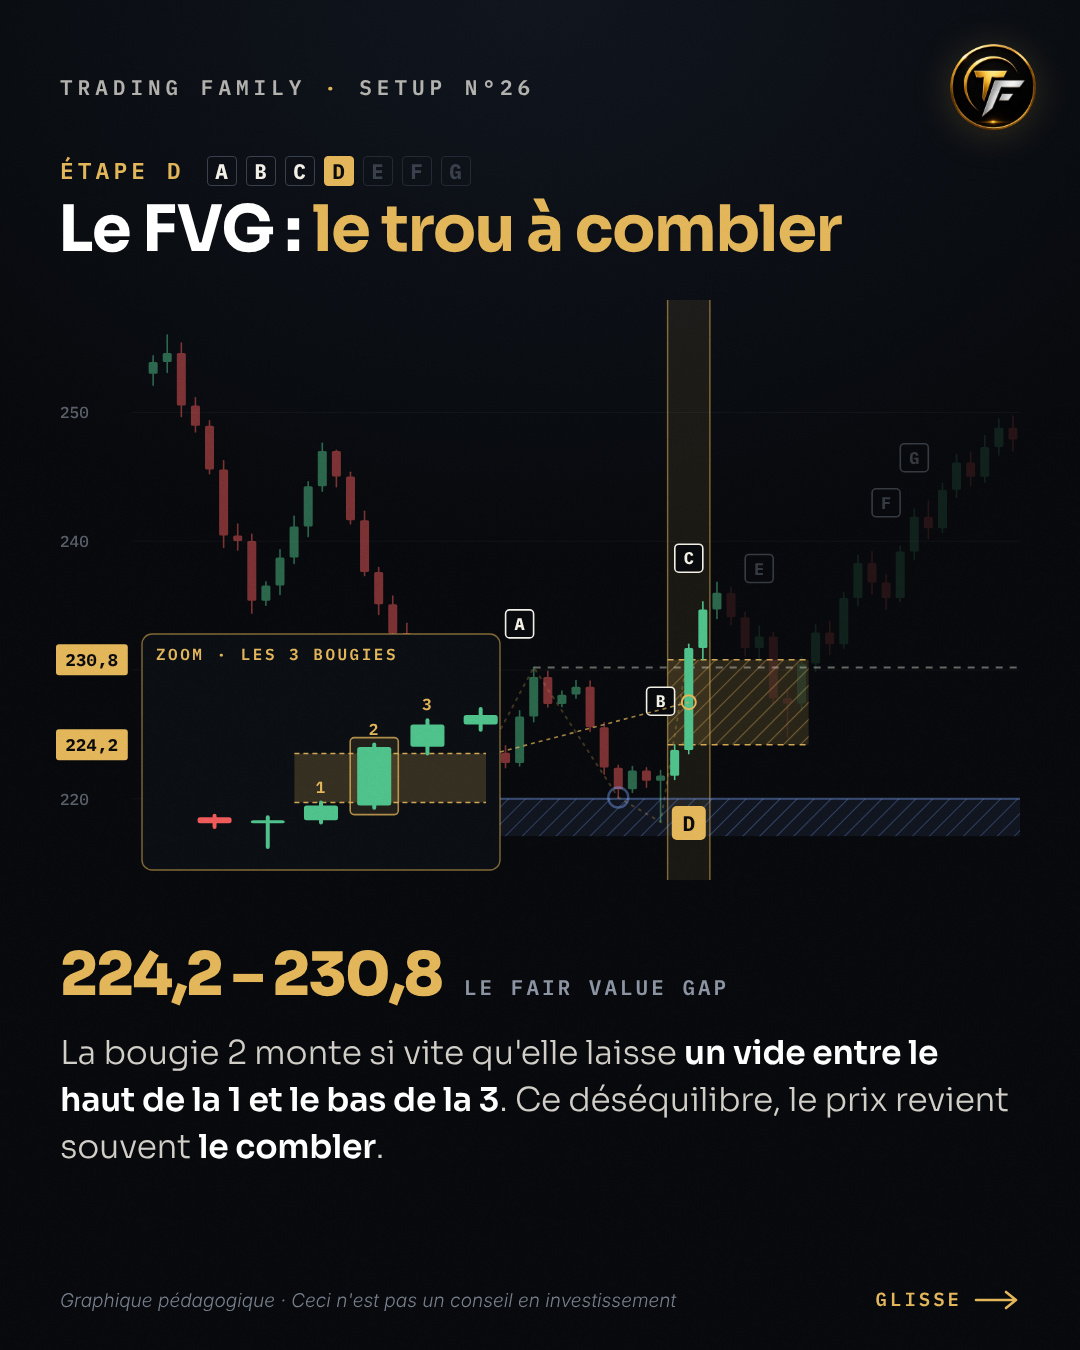 TRADING FAMILY · SETUP N°26
TF
ÉTAPE D A B C D E F G
Le FVG : le trou à combler
250
240
230,8
224,2
220
ZOOM · LES 3 BOUGIES
1
2
3
A
B
C
D
E
F
G
224,2 – 230,8 LE FAIR VALUE GAP
La bougie 2 monte si vite qu'elle laisse un vide entre le
haut de la 1 et le bas de la 3. Ce déséquilibre, le prix revient
souvent le combler.
Graphique pédagogique · Ceci n'est pas un conseil en investissement
GLISSE →